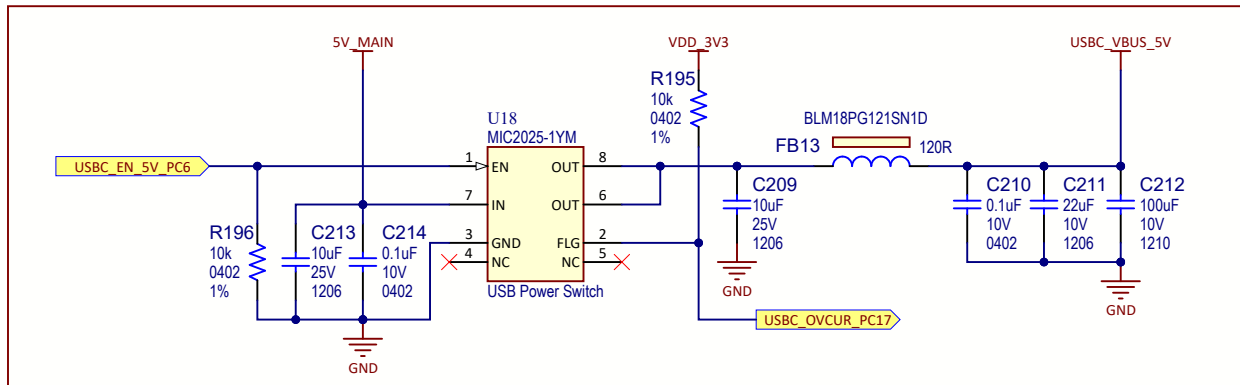 5V_MAIN
VDD_3V3
USBC_VBUS_5V
R195
10k
0402
1%
U18
MIC2025-1YM
BLM18PG121SN1D
FB13
120R
USBC_EN_5V_PC6
1
EN
OUT
8
7
IN
OUT
6
3
GND
FLG
2
4
NC
NC
5
USB Power Switch
R196
10k
0402
1%
C213
10uF
25V
1206
C214
0.1uF
10V
0402
C209
10uF
25V
1206
C210
0.1uF
10V
0402
C211
22uF
10V
1206
C212
100uF
10V
1210
GND
GND
GND
USBC_OVCUR_PC17